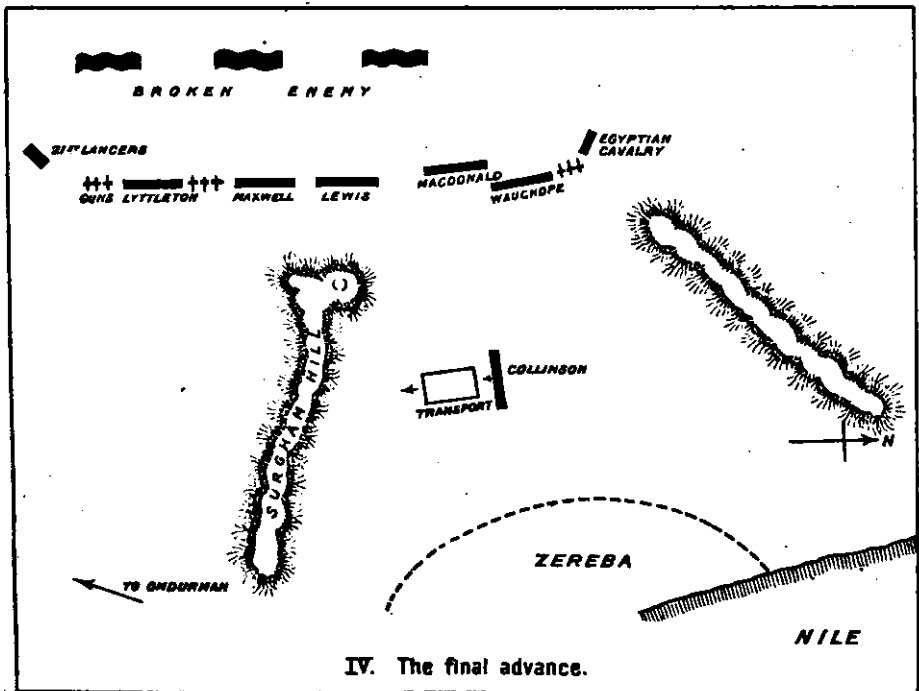 BROKEN ENEMY
21ST LANCERS
EGYPTIAN
CAVALRY
GUNS LYTTLETON MAXWELL LEWIS MACDONALD WAUCHOPE
SURGHAM HILL
COLLINSON
TRANSPORT
N
TO OMDURMAN
ZEREBA
NILE
IV. The final advance.